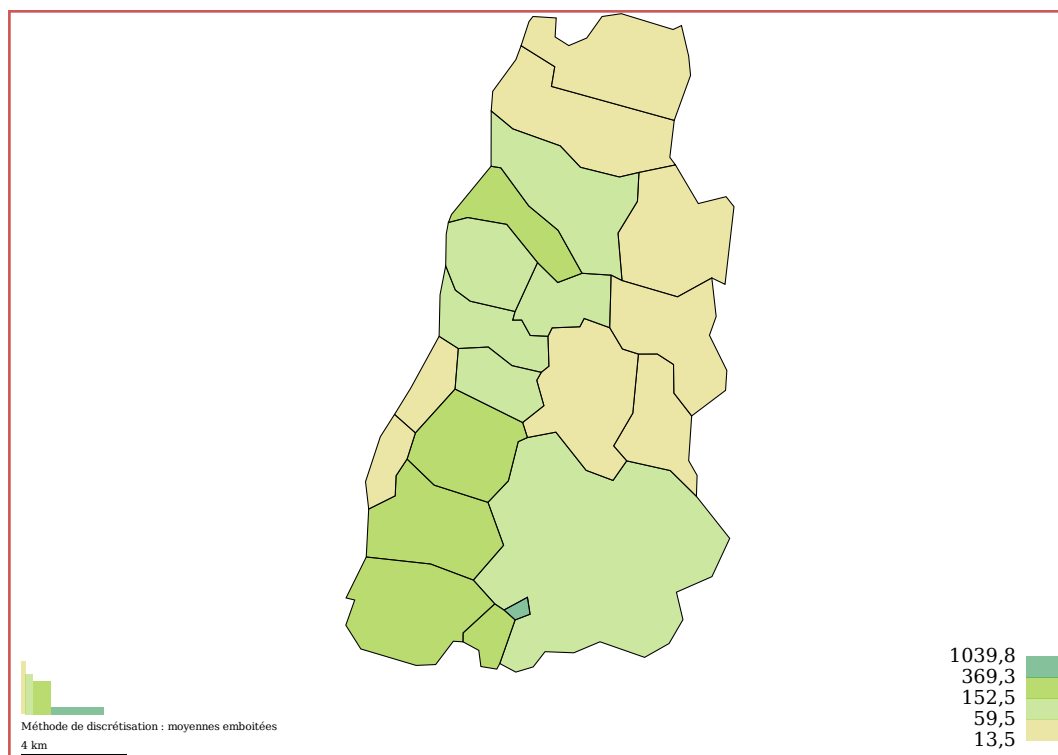 1039,8
369,3
152,5
59,5
13,5
Méthode de discrétisation : moyennes emboitées
4 km